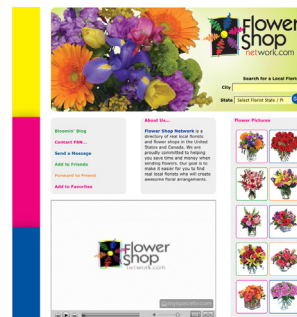 Flower
Shop
network.com
Search for a Local Floris
City
State
Select Florist State / Pr
Bloomin' Blog
Contact FSN...
Send a Message
Add to Friends
Forward to Friend
Add to Favorites
About Us...
Flower Shop Network is a
directory of real local florists
and flower shops in the United
States and Canada. We are
proudly committed to helping
you save time and money when
sending flowers. Our goal is to
make it easier for you to find
real local florists who will create
awesome floral arrangements.
Flower Pictures
Flower
Shop
network.com